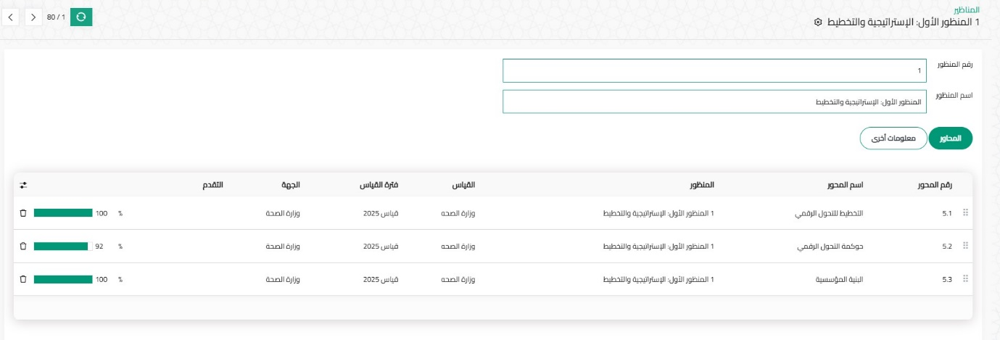 المناظير
1 المنظور الأول: الإستراتيجية والتخطيط
80 / 1
رقم المنظور
1
اسم المنظور
المنظور الأول: الإستراتيجية والتخطيط
المحاور
معلومات أخرى
رقم المحور اسم المحور المنظور القياس فترة القياس الجهة التقدم
5.1 التخطيط للتحول الرقمي 1 المنظور الأول: الإستراتيجية والتخطيط وزارة الصحه قياس 2025 وزارة الصحة % 100
5.2 حوكمة التحول الرقمي 1 المنظور الأول: الإستراتيجية والتخطيط وزارة الصحه قياس 2025 وزارة الصحة % 92
5.3 البنية المؤسسية 1 المنظور الأول: الإستراتيجية والتخطيط وزارة الصحه قياس 2025 وزارة الصحة % 100